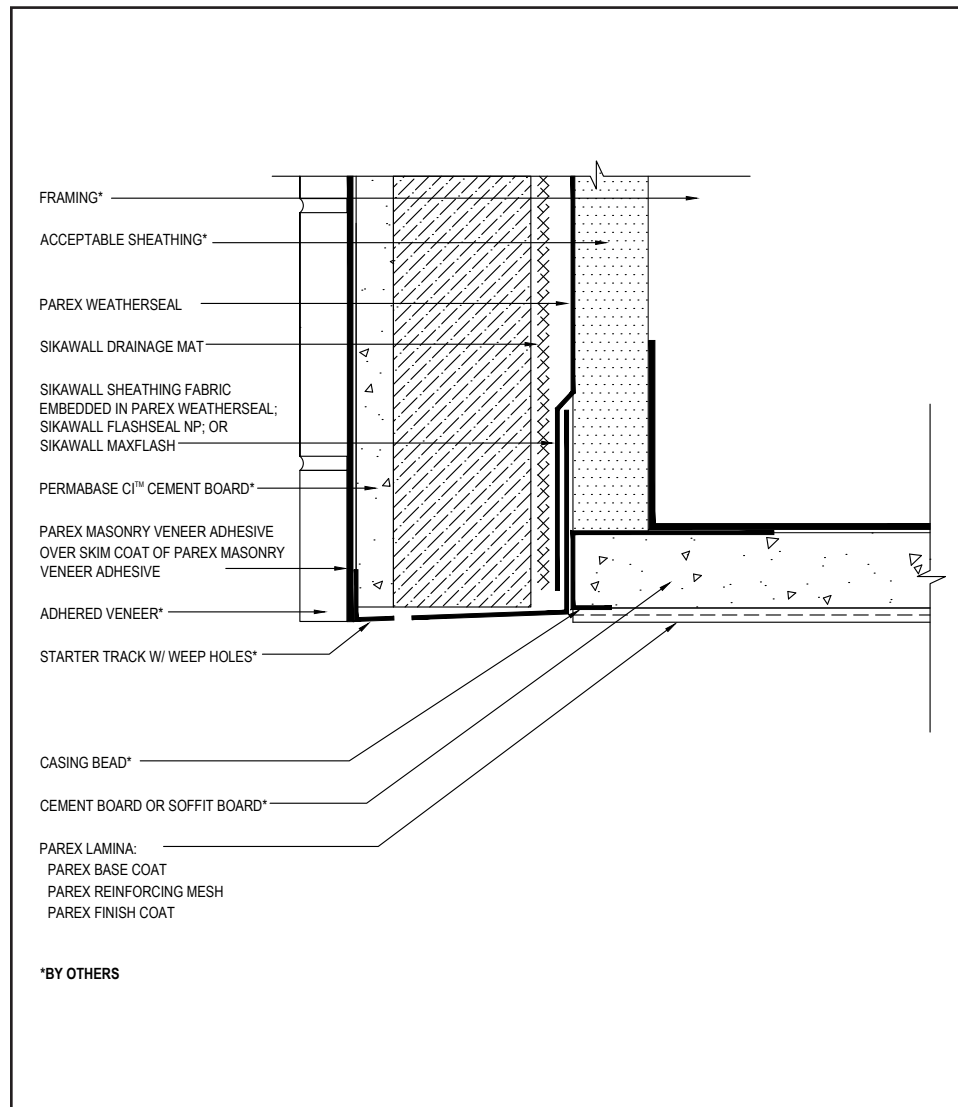 FRAMING*
ACCEPTABLE SHEATHING*
PAREX WEATHERSEAL
SIKAWALL DRAINAGE MAT
SIKAWALL SHEATHING FABRIC
EMBEDDED IN PAREX WEATHERSEAL;
SIKAWALL FLASHSEAL NP; OR
SIKAWALL MAXFLASH
PERMABASE CI™ CEMENT BOARD*
PAREX MASONRY VENEER ADHESIVE
OVER SKIM COAT OF PAREX MASONRY
VENEER ADHESIVE
ADHERED VENEER*
STARTER TRACK W/ WEEP HOLES*
CASING BEAD*
CEMENT BOARD OR SOFFIT BOARD*
PAREX LAMINA:
PAREX BASE COAT
PAREX REINFORCING MESH
PAREX FINISH COAT
*BY OTHERS